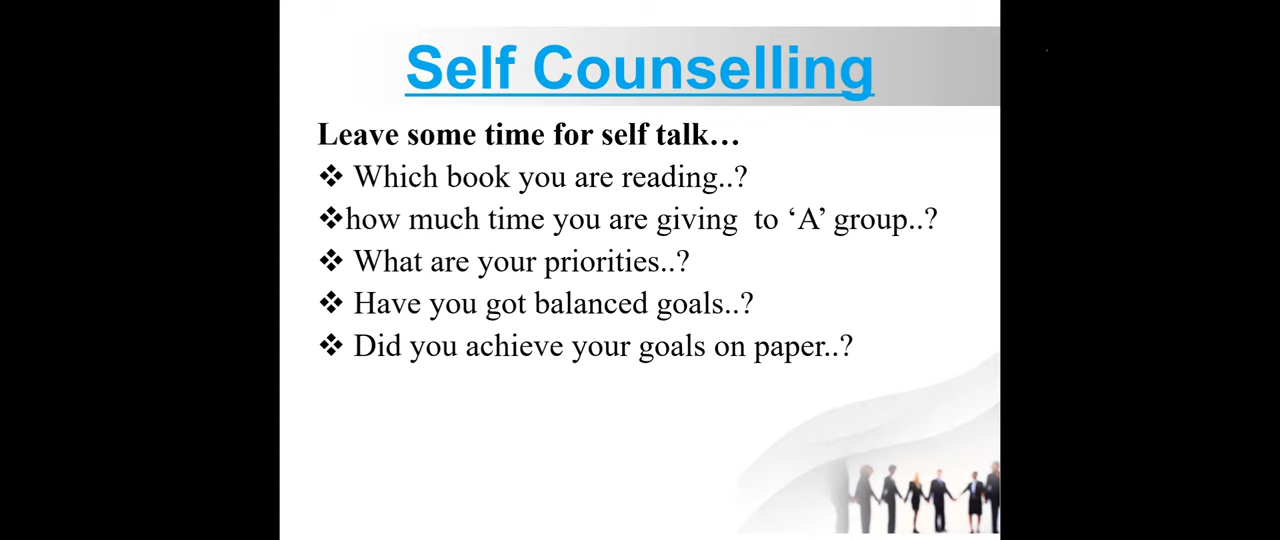 Self Counselling
Leave some time for self talk…
❖ Which book you are reading..?
❖how much time you are giving  to ‘A’ group..?
❖ What are your priorities..?
❖ Have you got balanced goals..?
❖ Did you achieve your goals on paper..?